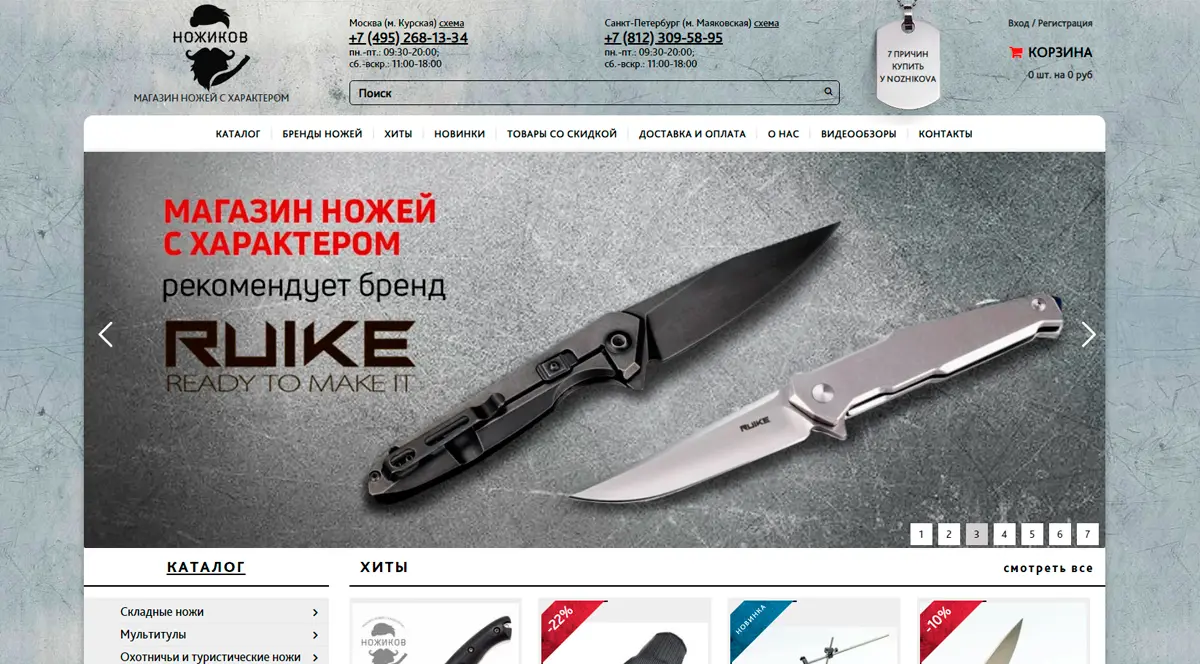 НОЖИКОВ
МАГАЗИН НОЖЕЙ С ХАРАКТЕРОМ
Москва (м. Курская) схема
+7 (495) 268-13-34
пн.-пт.: 09:30-20:00;
сб.-вскр.: 11:00-18:00
Санкт-Петербург (м. Маяковская) схема
+7 (812) 309-58-95
пн.-пт.: 09:30-20:00;
сб.-вскр.: 11:00-18:00
Поиск
7 ПРИЧИН
КУПИТЬ
У NOZHIKOVA
Вход / Регистрация
КОРЗИНА
0 шт. на 0 руб
КАТАЛОГ БРЕНДЫ НОЖЕЙ ХИТЫ НОВИНКИ ТОВАРЫ СО СКИДКОЙ ДОСТАВКА И ОПЛАТА О НАС ВИДЕООБЗОРЫ КОНТАКТЫ
МАГАЗИН НОЖЕЙ
С ХАРАКТЕРОМ
рекомендует бренд
RUIKE
READY TO MAKE IT
RUIKE
1 2 3 4 5 6 7
КАТАЛОГ
Складные ножи
Мультитулы
Охотничьи и туристические ножи
ХИТЫ
смотреть все
НОЖИКОВ
-22%
НОВИНКА
-10%